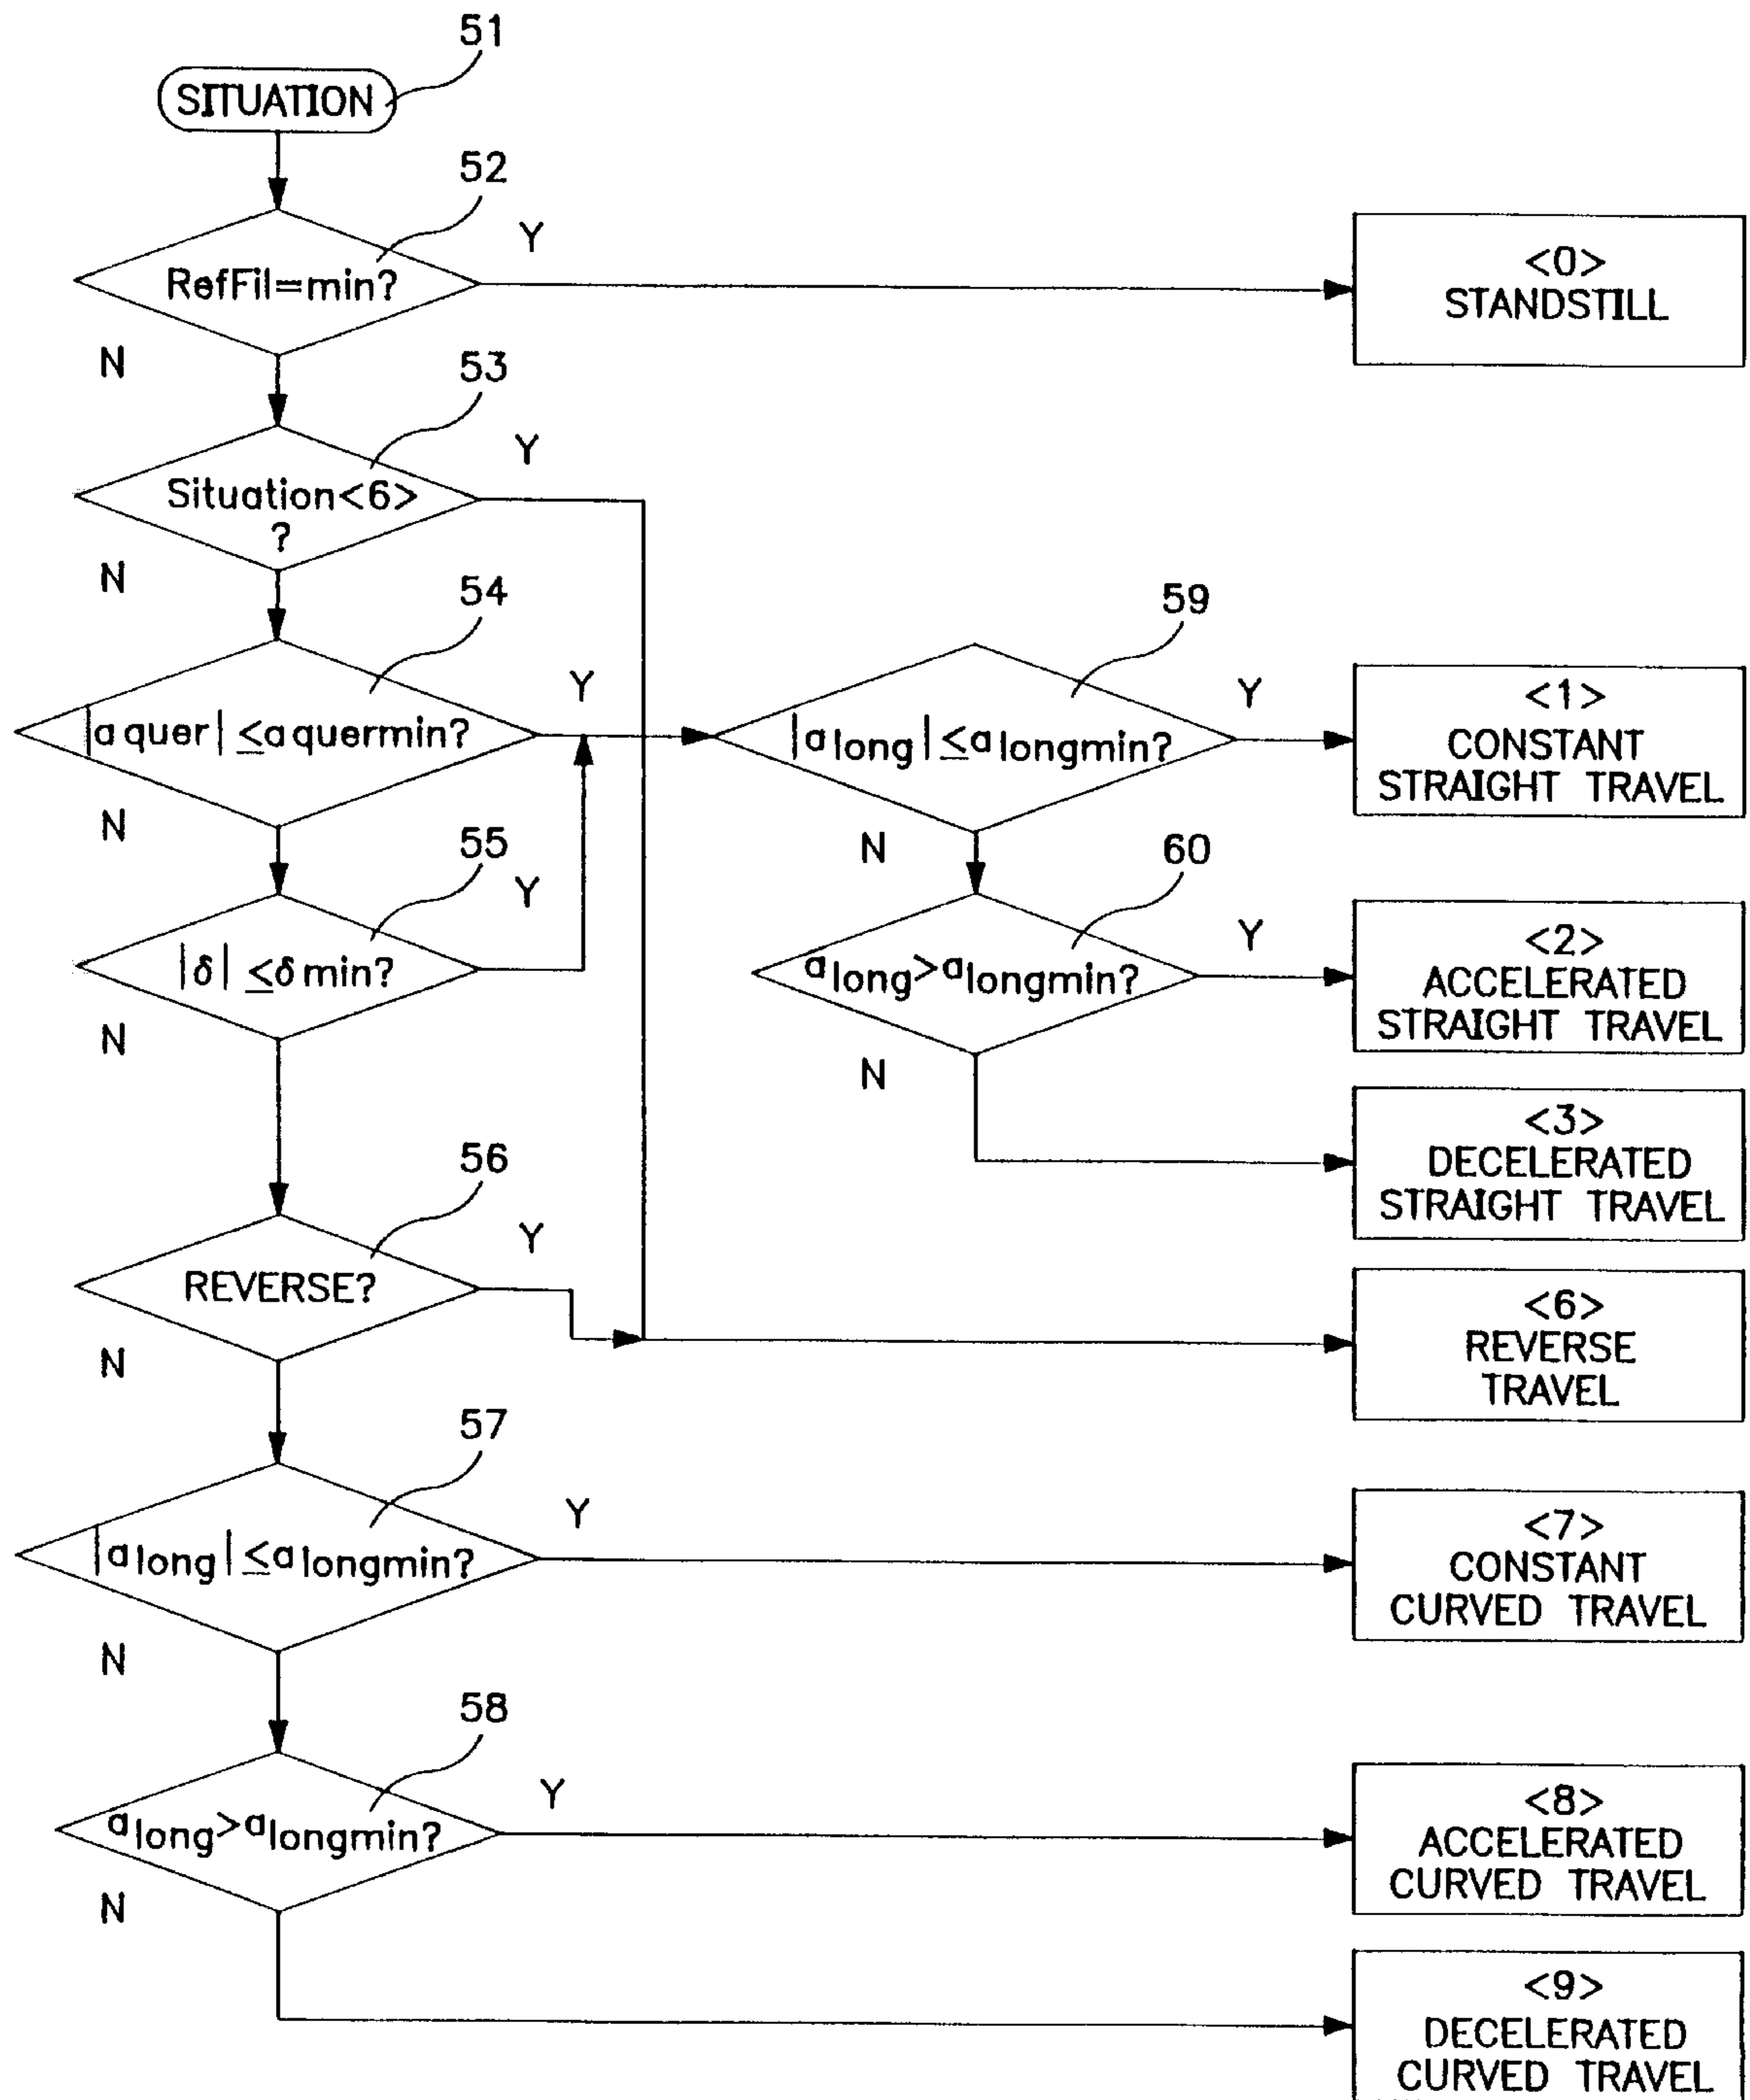 51
SITUATION
52
Y
RefFil=min?
<0>
STANDSTILL
N
53
Y
Situation<6>
?
N
54
59
Y
|a quer| ≤a quermin?
|a long| ≤a longmin?
Y
<1>
CONSTANT
STRAIGHT TRAVEL
N
N
55
60
Y
|δ| ≤δ min?
a long>a longmin?
Y
<2>
ACCELERATED
STRAIGHT TRAVEL
N
N
<3>
DECELERATED
STRAIGHT TRAVEL
56
Y
REVERSE?
<6>
REVERSE
TRAVEL
N
57
Y
|a long| ≤a longmin?
<7>
CONSTANT
CURVED TRAVEL
N
58
Y
a long>a longmin?
<8>
ACCELERATED
CURVED TRAVEL
N
<9>
DECELERATED
CURVED TRAVEL